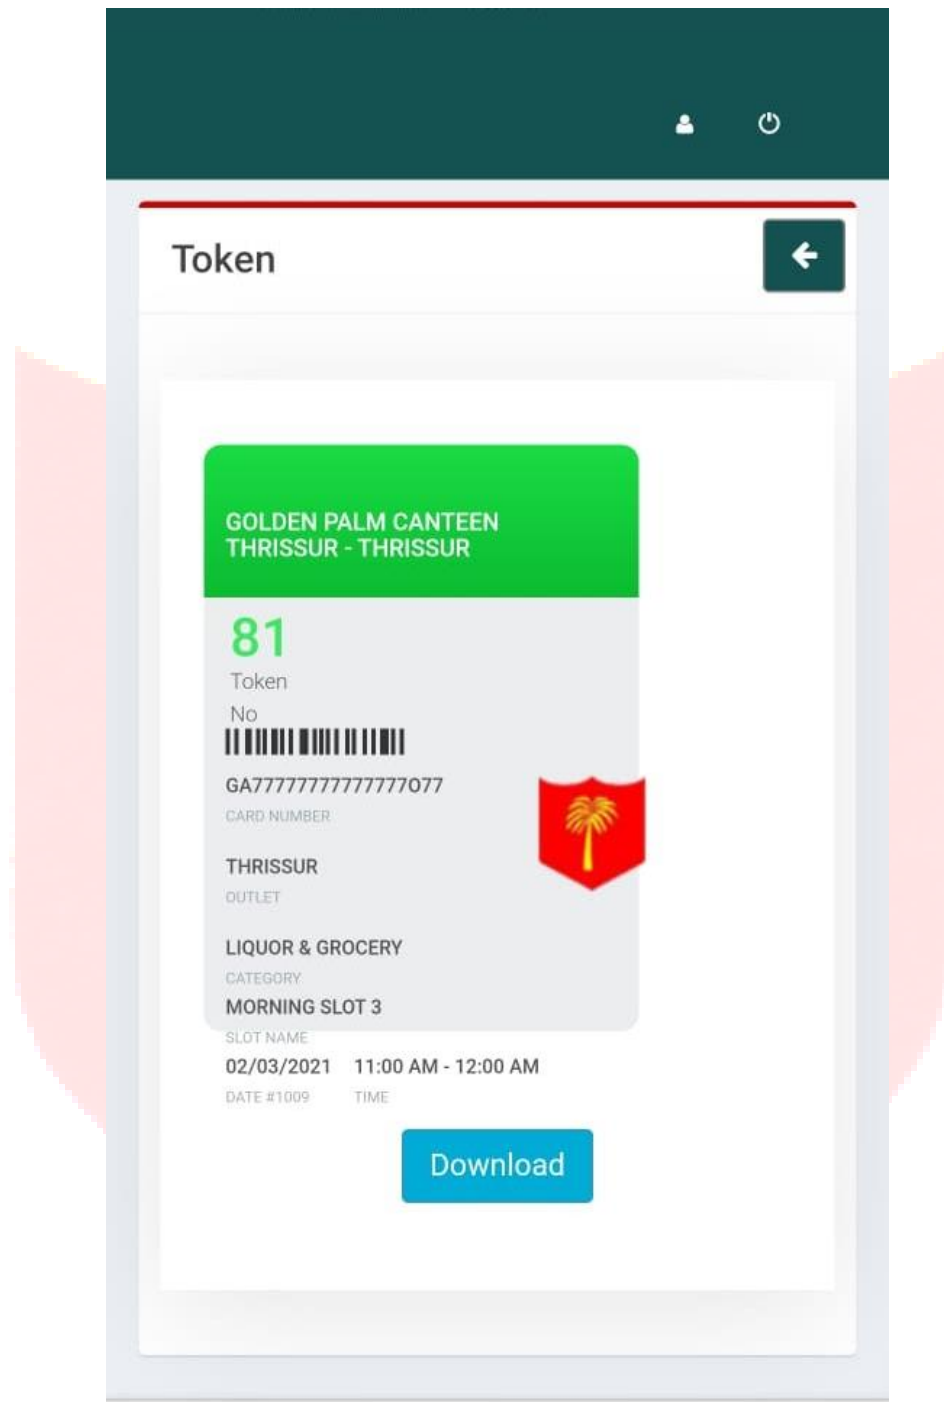 Token
GOLDEN PALM CANTEEN
THRISSUR - THRISSUR
81
Token
No
GA77777777777777O77
CARD NUMBER
THRISSUR
OUTLET
LIQUOR & GROCERY
CATEGORY
MORNING SLOT 3
SLOT NAME
02/03/2021 11:00 AM - 12:00 AM
DATE #1009 TIME
Download